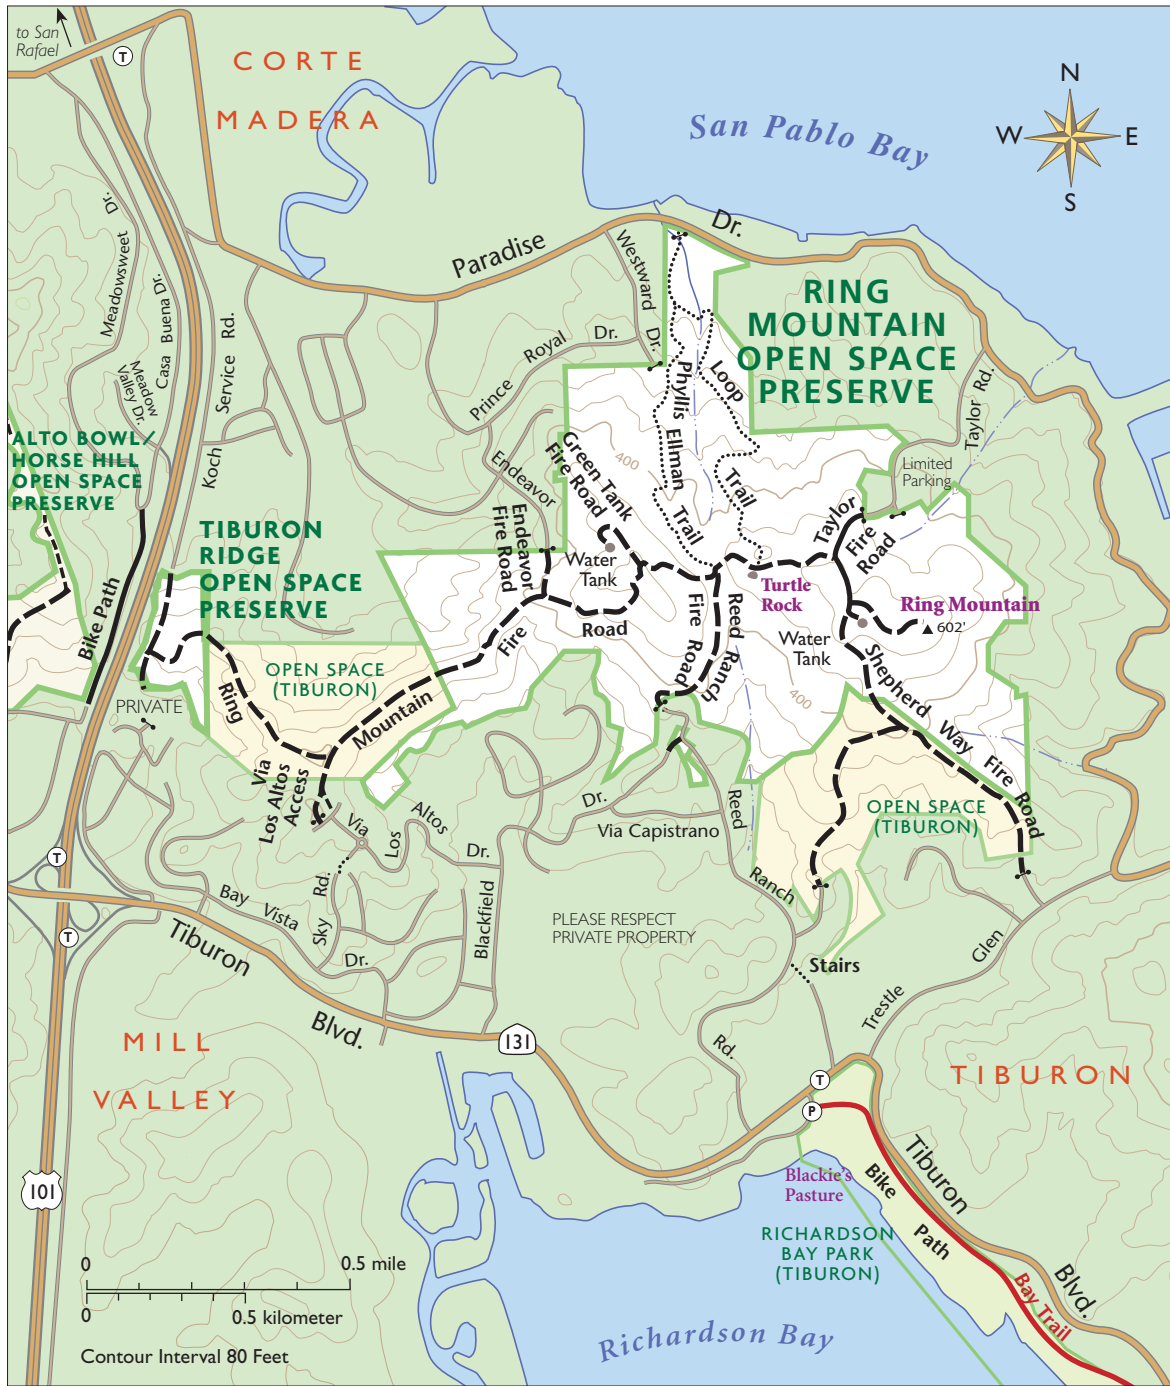 to San
Rafael
T
CORTE
MADERA
San Pablo Bay
N
W
E
S
Paradise
Dr.
Westward
Dr.
Meadowsweet
Dr.
Casa Buena Dr.
Meadow
Valley Dr.
Koch
Service Rd.
Prince
Royal
Dr.
Endeavor
RING
MOUNTAIN
OPEN SPACE
PRESERVE
Taylor Rd.
Limited
Parking
Phyllis
Ellman
Trail
Loop
Trail
400
ALTO BOWL/
HORSE HILL
OPEN SPACE
PRESERVE
TIBURON
RIDGE
OPEN SPACE
PRESERVE
Bike Path
Green Tank
Fire Road
Endeavor
Fire Road
Water
Tank
Taylor
Fire
Road
Turtle
Rock
Ring Mountain
602'
Water
Tank
Road
Fire
Mountain
Ring
Reed Ranch
Fire Road
Shepherd Way Fire Road
400
OPEN SPACE
(TIBURON)
PRIVATE
Via
Los Altos
Access
OPEN SPACE
(TIBURON)
Via
Los
Altos
Dr.
Dr.
Via Capistrano
Reed
Ranch
Rd.
T
T
Bay
Vista
Dr.
Sky
Rd.
Blackfield
PLEASE RESPECT
PRIVATE PROPERTY
Stairs
Trestle
Glen
Tiburon
Blvd.
131
MILL
VALLEY
TIBURON
T
P
101
Blackie's
Pasture
Bike
Path
Tiburon
Blvd.
Bay Trail
RICHARDSON
BAY PARK
(TIBURON)
Richardson Bay
0
0.5 mile
0
0.5 kilometer
Contour Interval 80 Feet